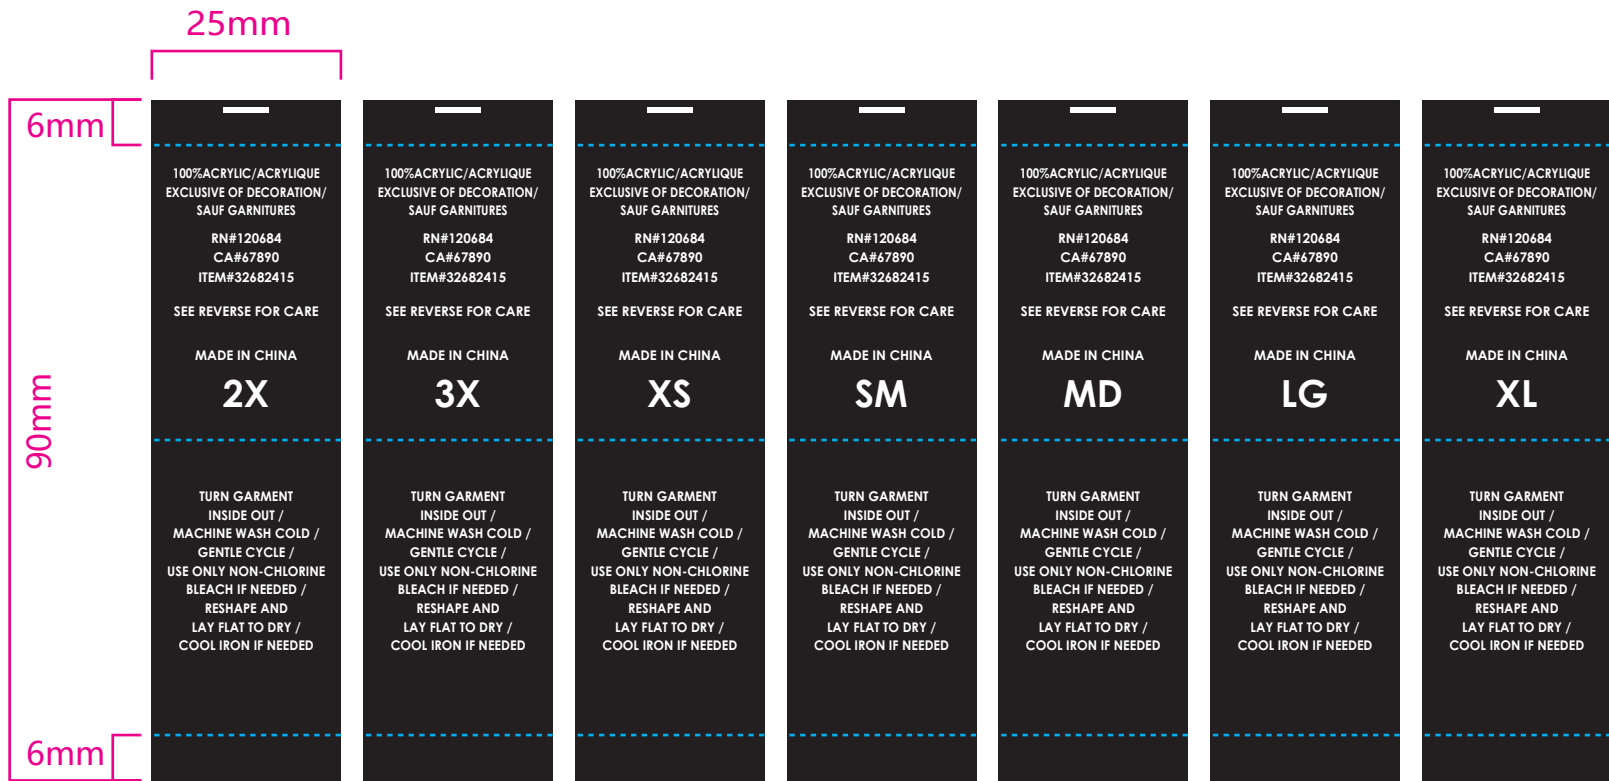 25mm
6mm
90mm
6mm
100%ACRYLIC/ACRYLIQUE
EXCLUSIVE OF DECORATION/
SAUF GARNITURES
RN#120684
CA#67890
ITEM#32682415
SEE REVERSE FOR CARE
MADE IN CHINA
2X
TURN GARMENT
INSIDE OUT /
MACHINE WASH COLD /
GENTLE CYCLE /
USE ONLY NON-CHLORINE
BLEACH IF NEEDED /
RESHAPE AND
LAY FLAT TO DRY /
COOL IRON IF NEEDED
100%ACRYLIC/ACRYLIQUE
EXCLUSIVE OF DECORATION/
SAUF GARNITURES
RN#120684
CA#67890
ITEM#32682415
SEE REVERSE FOR CARE
MADE IN CHINA
3X
TURN GARMENT
INSIDE OUT /
MACHINE WASH COLD /
GENTLE CYCLE /
USE ONLY NON-CHLORINE
BLEACH IF NEEDED /
RESHAPE AND
LAY FLAT TO DRY /
COOL IRON IF NEEDED
100%ACRYLIC/ACRYLIQUE
EXCLUSIVE OF DECORATION/
SAUF GARNITURES
RN#120684
CA#67890
ITEM#32682415
SEE REVERSE FOR CARE
MADE IN CHINA
XS
TURN GARMENT
INSIDE OUT /
MACHINE WASH COLD /
GENTLE CYCLE /
USE ONLY NON-CHLORINE
BLEACH IF NEEDED /
RESHAPE AND
LAY FLAT TO DRY /
COOL IRON IF NEEDED
100%ACRYLIC/ACRYLIQUE
EXCLUSIVE OF DECORATION/
SAUF GARNITURES
RN#120684
CA#67890
ITEM#32682415
SEE REVERSE FOR CARE
MADE IN CHINA
SM
TURN GARMENT
INSIDE OUT /
MACHINE WASH COLD /
GENTLE CYCLE /
USE ONLY NON-CHLORINE
BLEACH IF NEEDED /
RESHAPE AND
LAY FLAT TO DRY /
COOL IRON IF NEEDED
100%ACRYLIC/ACRYLIQUE
EXCLUSIVE OF DECORATION/
SAUF GARNITURES
RN#120684
CA#67890
ITEM#32682415
SEE REVERSE FOR CARE
MADE IN CHINA
MD
TURN GARMENT
INSIDE OUT /
MACHINE WASH COLD /
GENTLE CYCLE /
USE ONLY NON-CHLORINE
BLEACH IF NEEDED /
RESHAPE AND
LAY FLAT TO DRY /
COOL IRON IF NEEDED
100%ACRYLIC/ACRYLIQUE
EXCLUSIVE OF DECORATION/
SAUF GARNITURES
RN#120684
CA#67890
ITEM#32682415
SEE REVERSE FOR CARE
MADE IN CHINA
LG
TURN GARMENT
INSIDE OUT /
MACHINE WASH COLD /
GENTLE CYCLE /
USE ONLY NON-CHLORINE
BLEACH IF NEEDED /
RESHAPE AND
LAY FLAT TO DRY /
COOL IRON IF NEEDED
100%ACRYLIC/ACRYLIQUE
EXCLUSIVE OF DECORATION/
SAUF GARNITURES
RN#120684
CA#67890
ITEM#32682415
SEE REVERSE FOR CARE
MADE IN CHINA
XL
TURN GARMENT
INSIDE OUT /
MACHINE WASH COLD /
GENTLE CYCLE /
USE ONLY NON-CHLORINE
BLEACH IF NEEDED /
RESHAPE AND
LAY FLAT TO DRY /
COOL IRON IF NEEDED